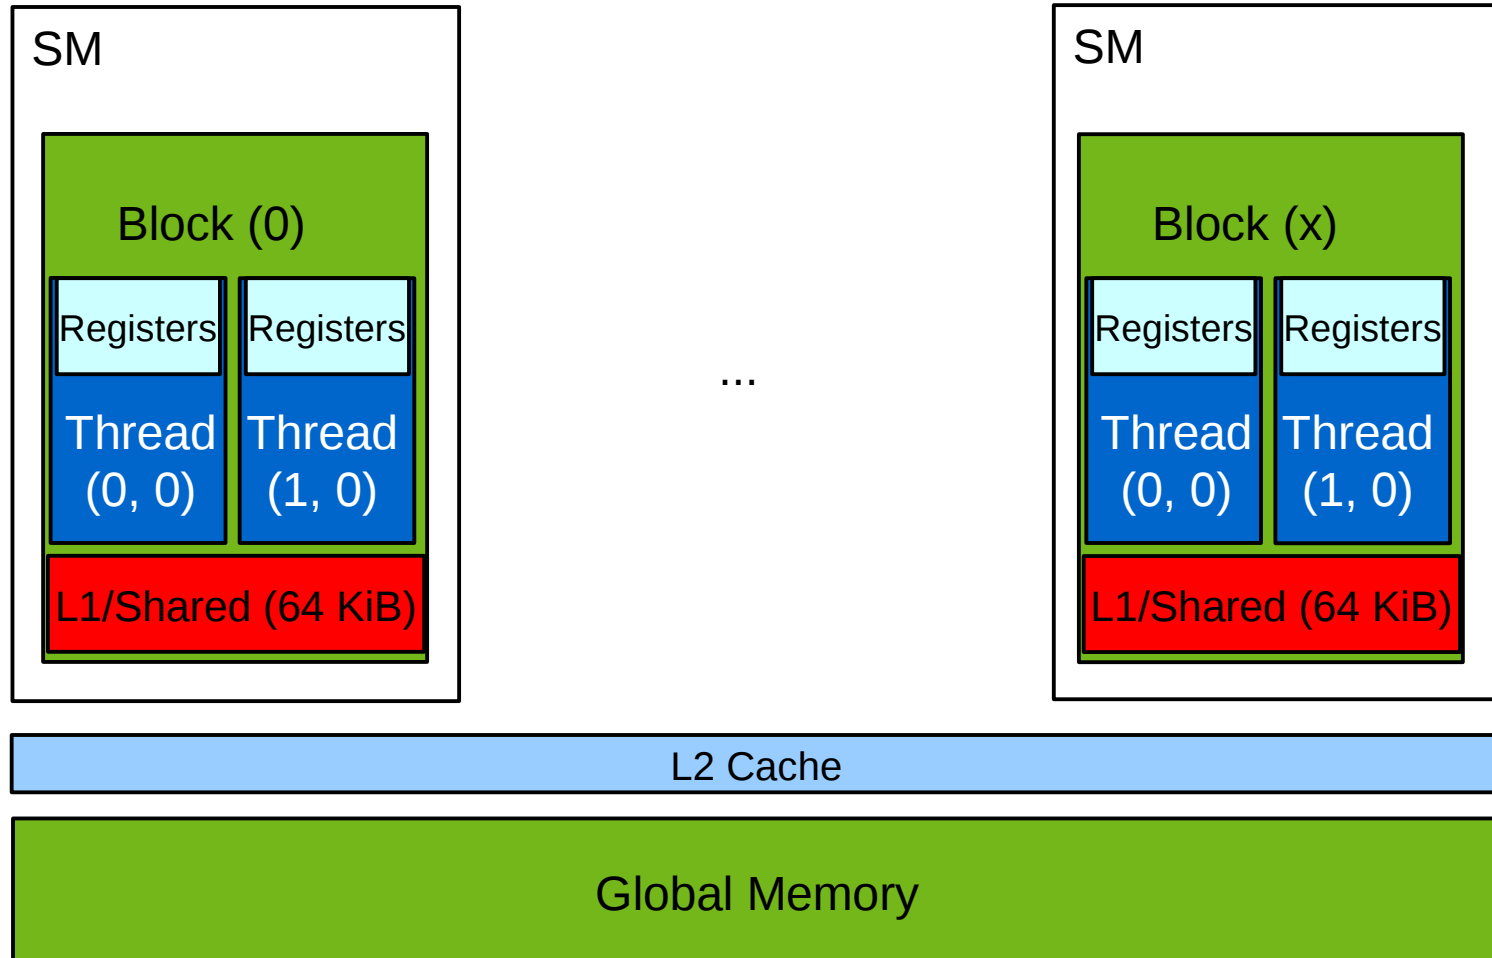 SM
Block (0)
Registers
Registers
Thread
(0, 0)
Thread
(1, 0)
L1/Shared (64 KiB)
...
SM
Block (x)
Registers
Registers
Thread
(0, 0)
Thread
(1, 0)
L1/Shared (64 KiB)
L2 Cache
Global Memory